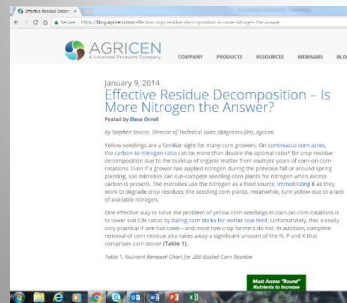 Effective Residue Decom
Secure https://blog.agricen.com/effective-crop-residue-decomposition-is-more-nitrogen-the-answer
AGRICEN
A Loveland Products Company
COMPANY PRODUCTS RESOURCES WEBINARS BLO
January 9, 2014
Effective Residue Decomposition – Is
More Nitrogen the Answer?
Posted by Elese Orrell
By Stephen Sexton, Director of Technical Sales Agricen
Yellow seedlings are a familiar sight for many corn growers. On continuous corn acres,
the carbon-to-nitrogen ratio can be more than double the optimal ratio* for crop residue
decomposition due to the buildup of organic matter from multiple years of corn-on-corn
rotations. Even if a grower has applied nitrogen during the previous fall or around spring
planting, soil microbes can out-compete seedling corn plants for nitrogen when excess
carbon is present. The microbes use the nitrogen as a food source, immobilizing it as they
work to degrade crop residues; the seedling corn plants, meanwhile, turn yellow due to a lack
of available nitrogen.
One effective way to solve the problem of yellow corn seedlings in corn-on-corn rotations is
to lower soil C:N ratios by baling corn stalks for winter cow feed. Unfortunately, this is really
only practical if one has cows—and most row crop farmers do not. In addition, complete
removal of corn residue also takes away a significant amount of the N, P and K that
comprises corn stover (Table 1).
Table 1. Nutrient Removal Chart for 200 Bushel Corn Residue
Must Access "Bound"
Nutrients to Increase